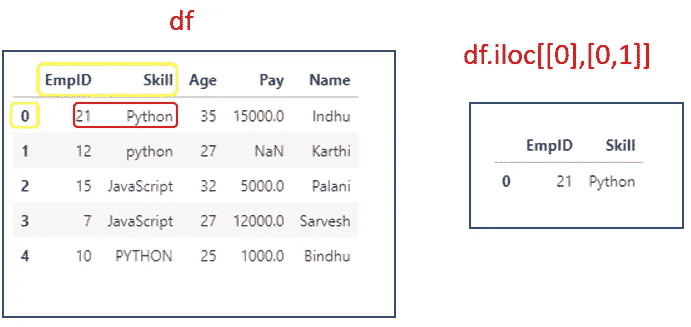 df
EmpID Skill Age Pay Name
0 21 Python 35 15000.0 Indhu
1 12 python 27 NaN Karthi
2 15 JavaScript 32 5000.0 Palani
3 7 JavaScript 27 12000.0 Sarvesh
4 10 PYTHON 25 1000.0 Bindhu
df.iloc[[0],[0,1]]
EmpID Skill
0 21 Python